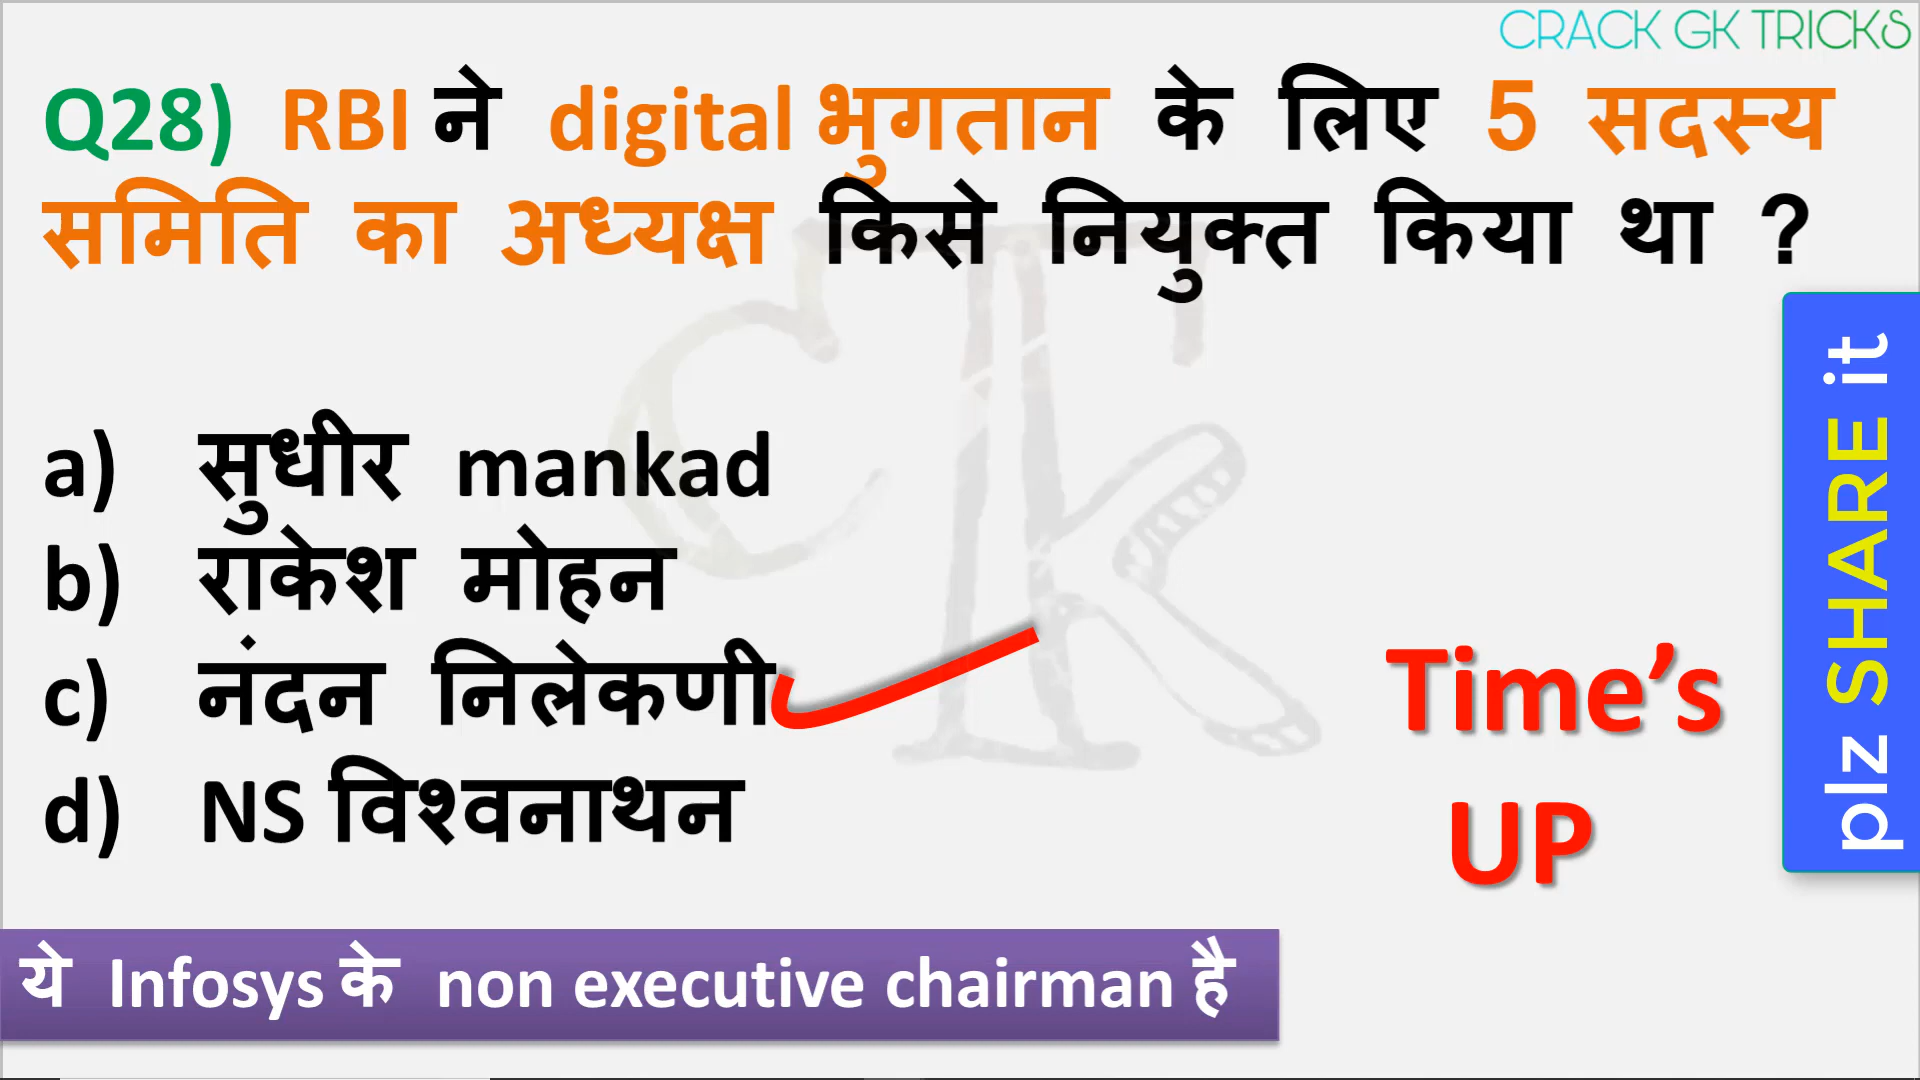 CRACK GK TRICKS
Q28) RBI ने digital भुगतान के लिए 5 सदस्य
समिति का अध्यक्ष किसे नियुक्त किया था ?
a) सुधीर mankad
b) राकेश मोहन
c) नंदन निलेकणी
d) NS विश्वनाथन
Time’s
UP
plz SHARE it
ये Infosys के non executive chairman है